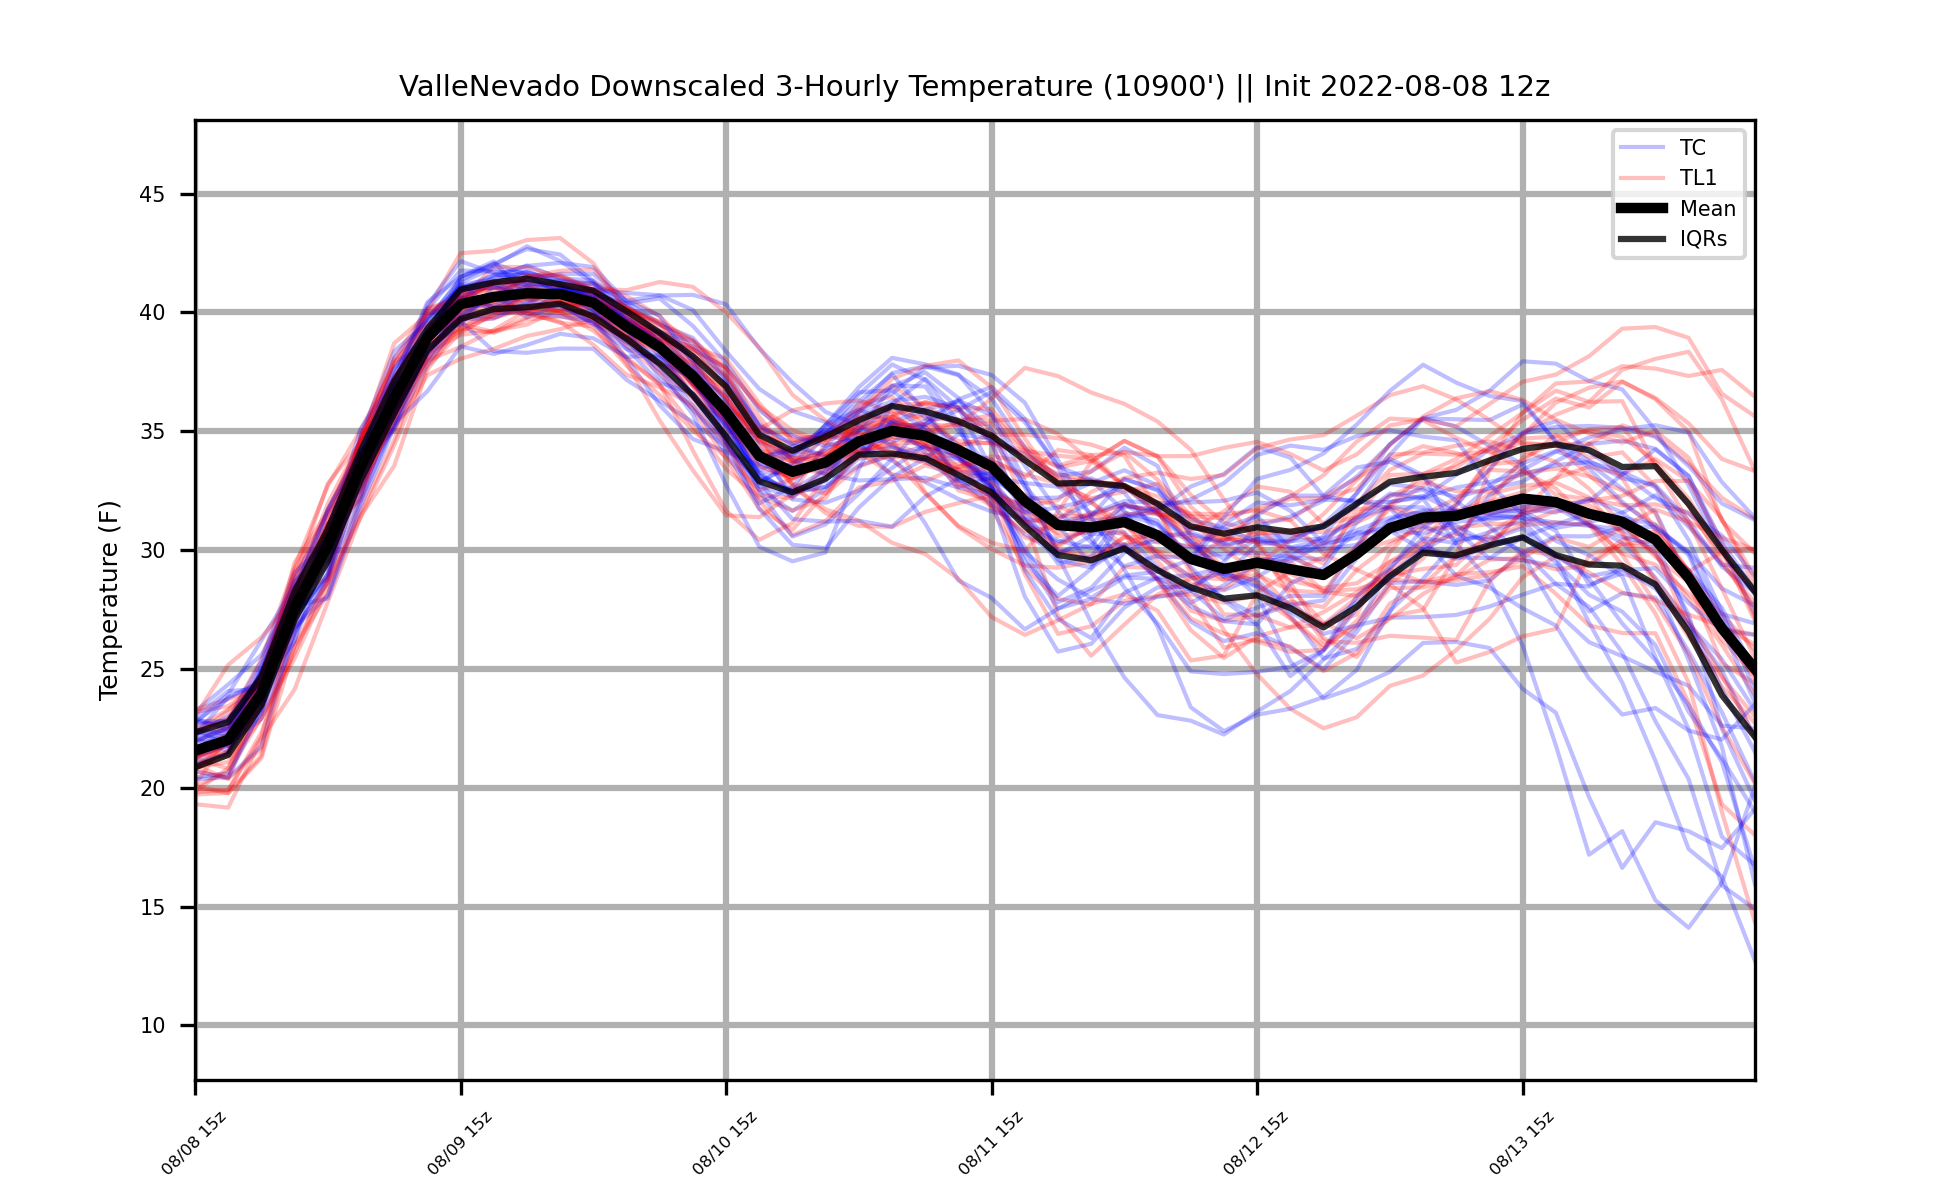 ValleNevado Downscaled 3-Hourly Temperature (10900') || Init 2022-08-08 12z
TC
TL1
Mean
IQRs
Temperature (F)
45
40
35
30
25
20
15
10
08/08 15z
08/09 15z
08/10 15z
08/11 15z
08/12 15z
08/13 15z